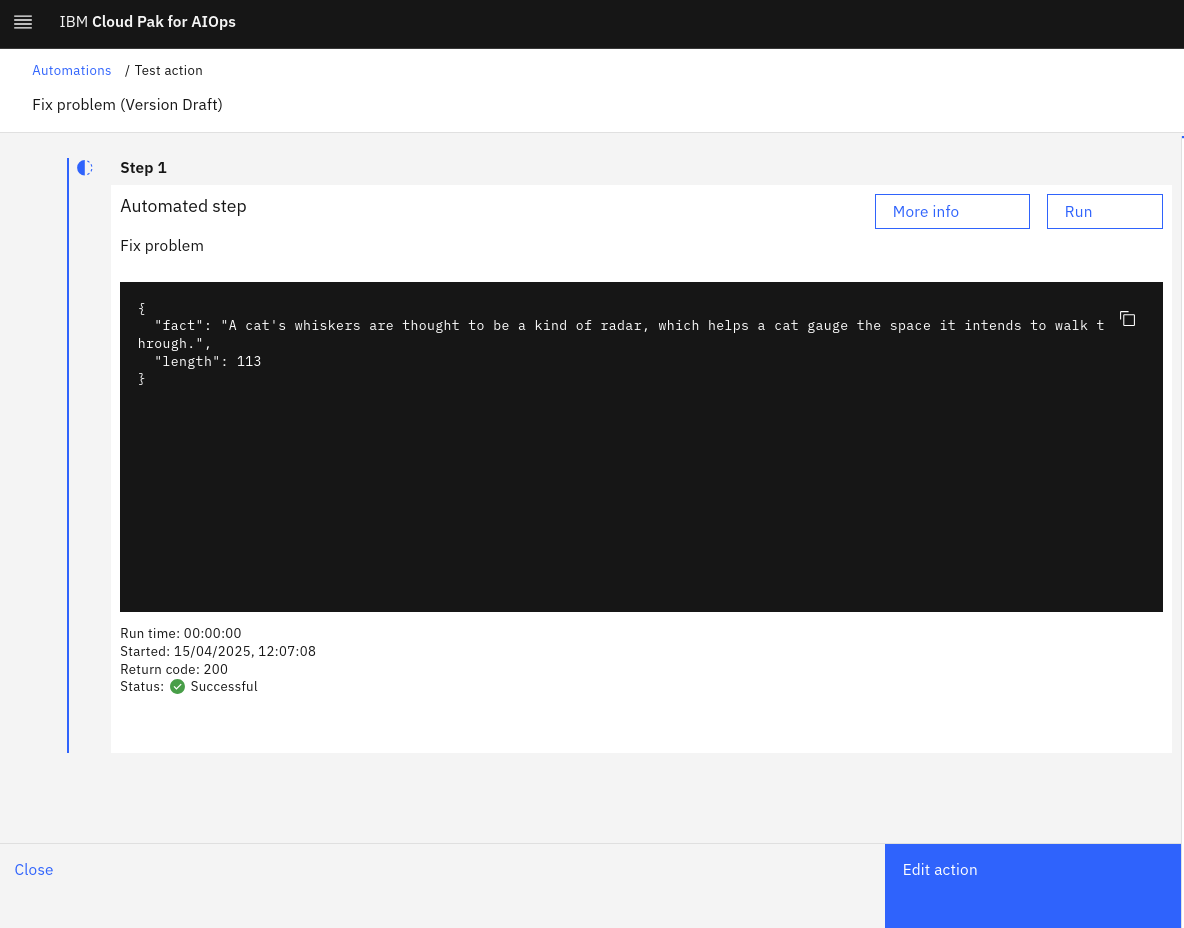 IBM Cloud Pak for AIOps
Automations / Test action
Fix problem (Version Draft)
Step 1
Automated step
More info
Run
Fix problem
{
  "fact": "A cat's whiskers are thought to be a kind of radar, which helps a cat gauge the space it intends to walk t
hrough.",
  "length": 113
}
Run time: 00:00:00
Started: 15/04/2025, 12:07:08
Return code: 200
Status: Successful
Close
Edit action